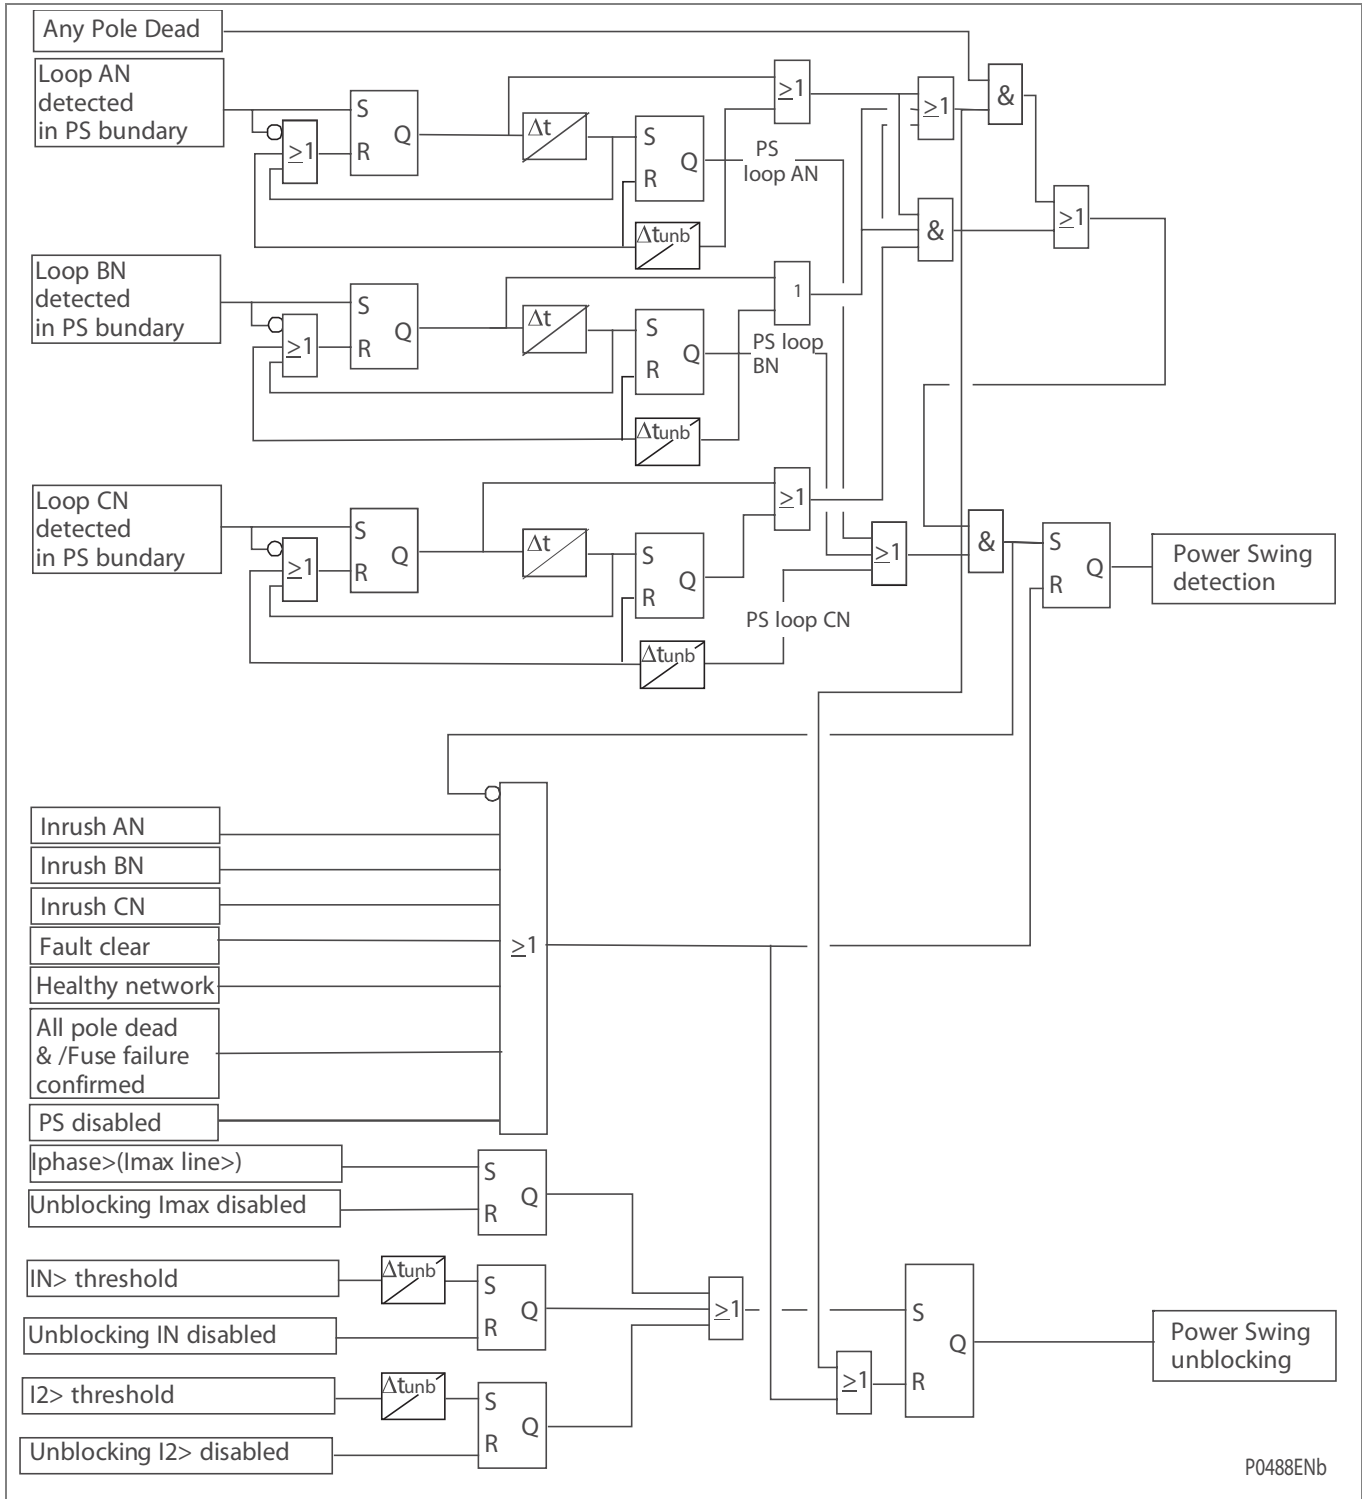 Any Pole Dead
Loop AN
detected
in PS bundary
S
R
Q
≥1
Δt
S
R
Q
Δtunb
≥1
PS
loop AN
≥1
&
&
≥1
Loop BN
detected
in PS bundary
S
R
Q
≥1
Δt
S
R
Q
Δtunb
1
PS loop
BN
Loop CN
detected
in PS bundary
S
R
Q
≥1
Δt
S
R
Q
Δtunb
≥1
PS loop CN
≥1
&
S
R
Q
Power Swing
detection
Inrush AN
Inrush BN
Inrush CN
Fault clear
Healthy network
All pole dead
& /Fuse failure
confirmed
PS disabled
≥1
Iphase>(Imax line>)
Unblocking Imax disabled
S
R
Q
IN> threshold
Δtunb
Unblocking IN disabled
S
R
Q
I2> threshold
Δtunb
Unblocking I2> disabled
S
R
Q
≥1
≥1
S
R
Q
Power Swing
unblocking
P0488ENb